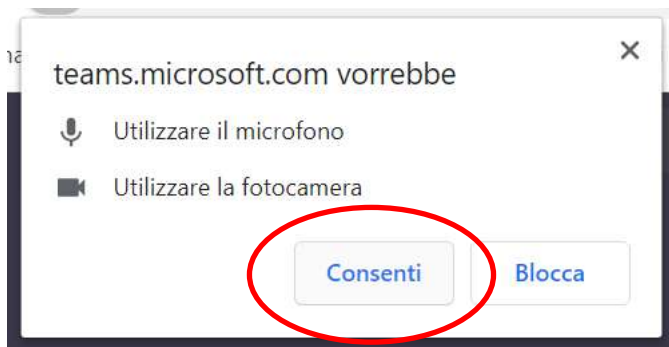 teams.microsoft.com vorrebbe
Utilizzare il microfono
Utilizzare la fotocamera
Consenti Blocca